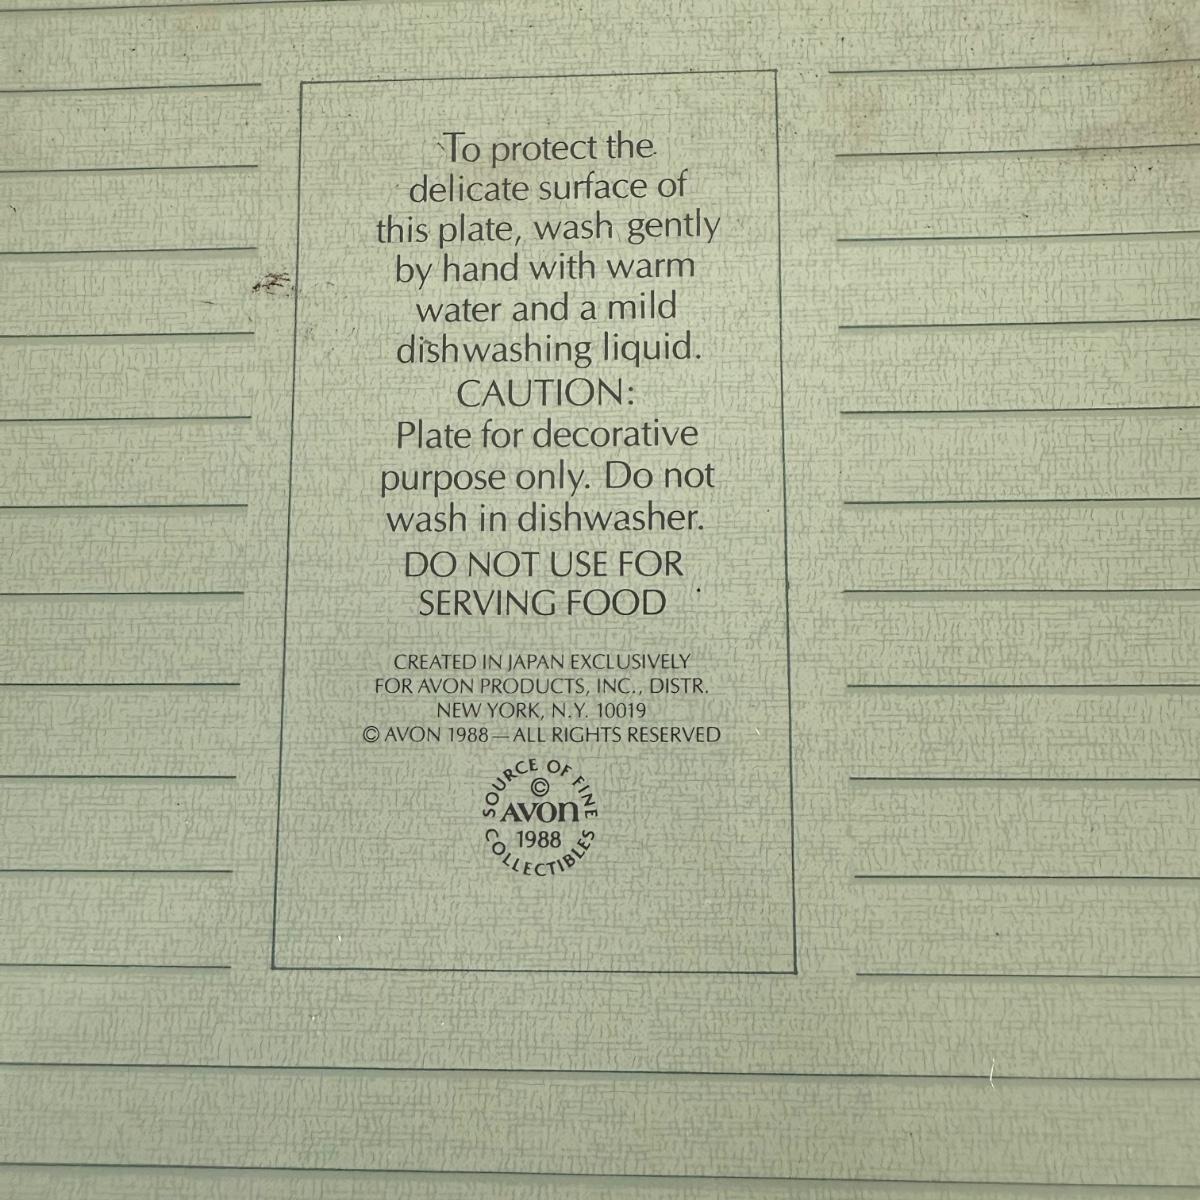 To protect the
delicate surface of
this plate, wash gently
by hand with warm
water and a mild
dishwashing liquid.
CAUTION:
Plate for decorative
purpose only. Do not
wash in dishwasher.
DO NOT USE FOR
SERVING FOOD
CREATED IN JAPAN EXCLUSIVELY
FOR AVON PRODUCTS, INC., DISTR.
NEW YORK, N.Y. 10019
© AVON 1988—ALL RIGHTS RESERVED
SOURCE OF FINE
©
AVON
1988
COLLECTIBLES